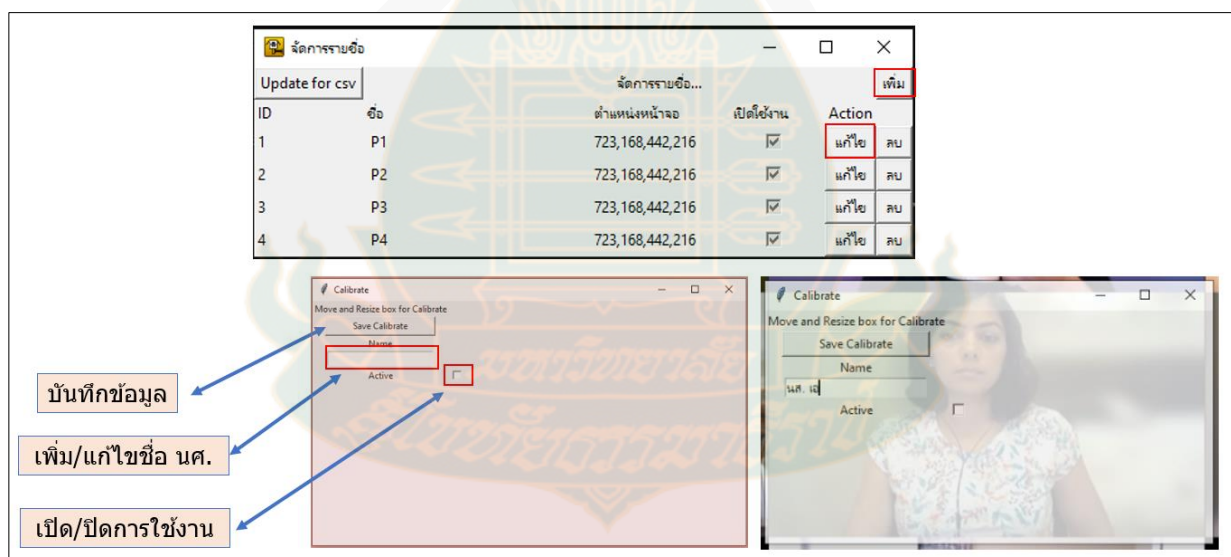 จัดการรายชื่อ
Update for csv จัดการรายชื่อ... เพิ่ม
ID ชื่อ ตำแหน่งหน้าจอ เปิดใช้งาน Action
1 P1 723,168,442,216 แก้ไข ลบ
2 P2 723,168,442,216 แก้ไข ลบ
3 P3 723,168,442,216 แก้ไข ลบ
4 P4 723,168,442,216 แก้ไข ลบ
Calibrate
Move and Resize box for Calibrate
Save Calibrate
Name
Active
บันทึกข้อมูล
เพิ่ม/แก้ไขชื่อ นศ.
เปิด/ปิดการใช้งาน
Calibrate
Move and Resize box for Calibrate
Save Calibrate
Name
นส. เอ
Active